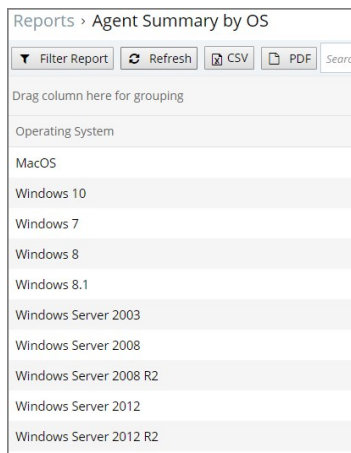 Reports › Agent Summary by OS
Filter Report Refresh CSV PDF
Drag column here for grouping
Operating System
MacOS
Windows 10
Windows 7
Windows 8
Windows 8.1
Windows Server 2003
Windows Server 2008
Windows Server 2008 R2
Windows Server 2012
Windows Server 2012 R2